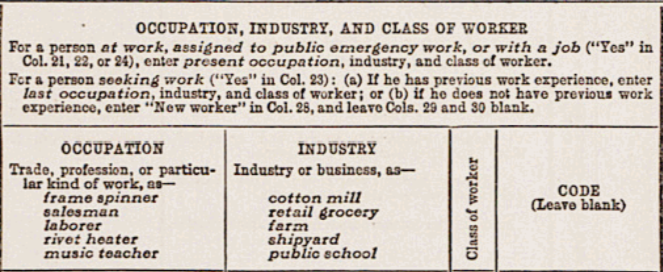 OCCUPATION, INDUSTRY, AND CLASS OF WORKER
For a person at work, assigned to public emergency work, or with a job ("Yes" in
Col. 21, 22, or 24), enter present occupation, industry, and class of worker.
For a person seeking work ("Yes" in Col. 23): (a) If he has previous work experience, enter
last occupation, industry, and class of worker; or (b) if he does not have previous work
experience, enter "New worker" in Col. 28, and leave Cols. 29 and 30 blank.
OCCUPATION
Trade, profession, or particu-
lar kind of work, as—
frame spinner
salesman
laborer
rivet heater
music teacher
INDUSTRY
Industry or business, as—
cotton mill
retail grocery
farm
shipyard
public school
Class of worker
CODE
(Leave blank)